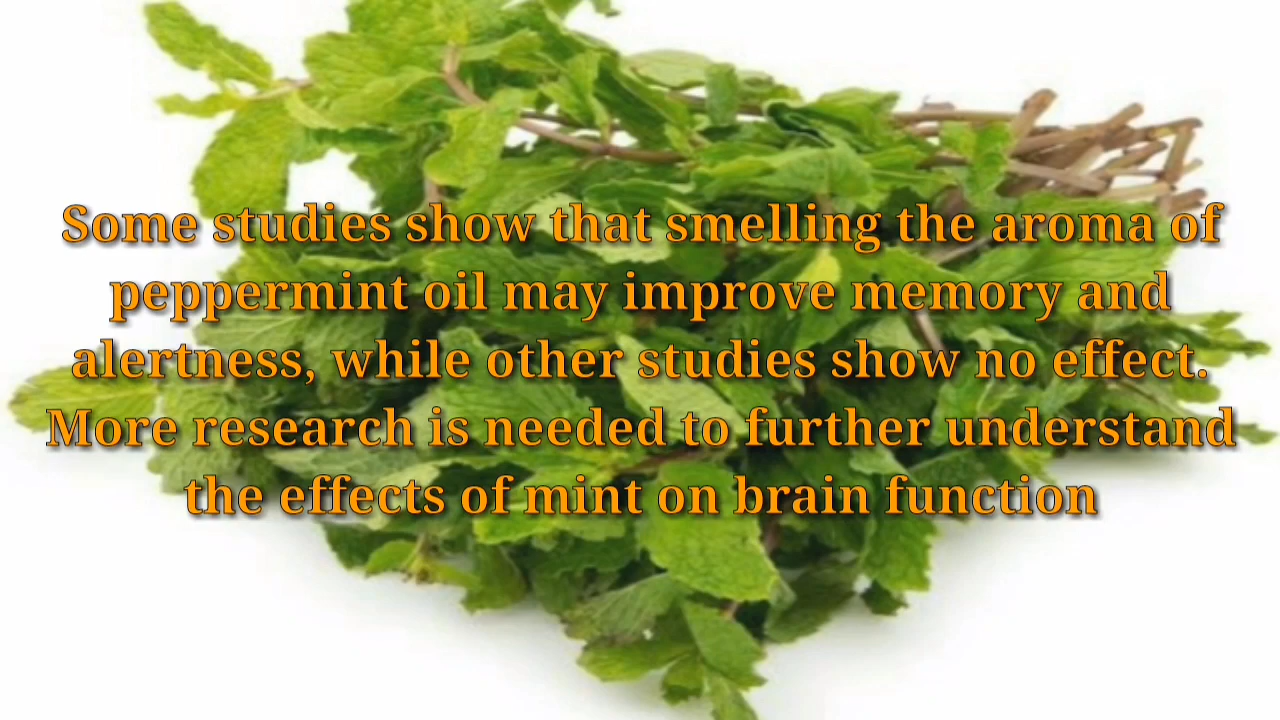 Some studies show that smelling the aroma of
peppermint oil may improve memory and
alertness, while other studies show no effect.
More research is needed to further understand
the effects of mint on brain function